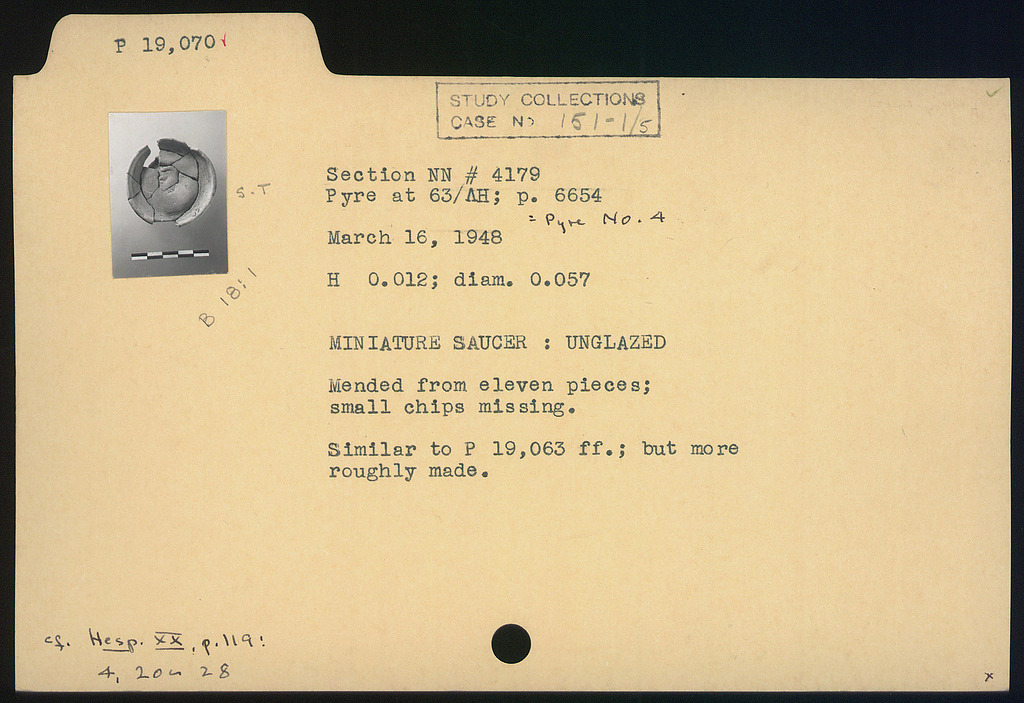 P 19,070
STUDY COLLECTIONS
CASE No 151-1/5
Section NN # 4179
Pyre at 63/ΛH; p. 6654
= Pyre No. 4
March 16, 1948
H 0.012; diam. 0.057
S-T
B 18:1
MINIATURE SAUCER : UNGLAZED
Mended from eleven pieces;
small chips missing.
Similar to P 19,063 ff.; but more
roughly made.
cf. Hesp. XX, p. 119:
4, 28
x